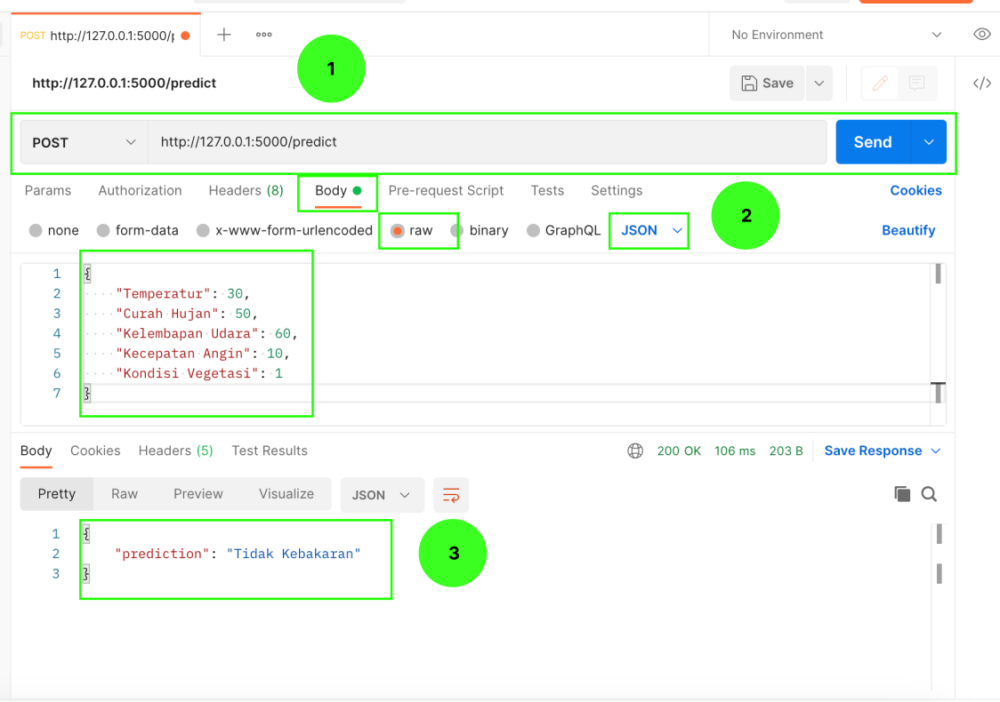 POST http://127.0.0.1:5000/
No Environment
1
http://127.0.0.1:5000/predict
Save
POST
http://127.0.0.1:5000/predict
Send
Params
Authorization
Headers (8)
Body
Pre-request Script
Tests
Settings
Cookies
2
none
form-data
x-www-form-urlencoded
raw
binary
GraphQL
JSON
Beautify
1 {
2 "Temperatur": 30,
3 "Curah Hujan": 50,
4 "Kelembapan Udara": 60,
5 "Kecepatan Angin": 10,
6 "Kondisi Vegetasi": 1
7 }
Body
Cookies
Headers (5)
Test Results
200 OK
106 ms
203 B
Save Response
Pretty
Raw
Preview
Visualize
JSON
1 {
2 "prediction": "Tidak Kebakaran"
3 }
3